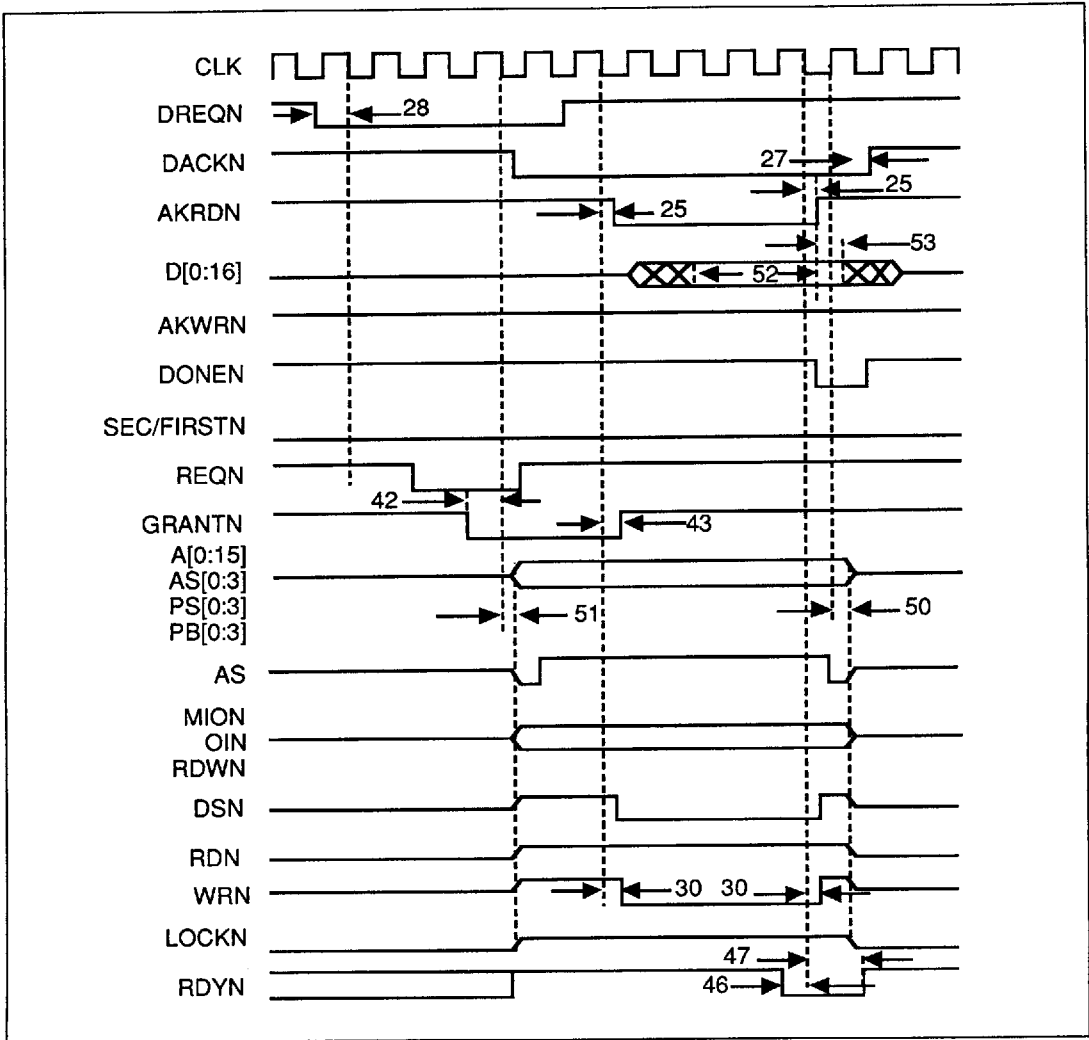 CLK
DREQN
28
DACKN
27
25
AKRDN
25
53
D[0:16]
52
AKWRN
DONEN
SEC/FIRSTN
REQN
42
GRANTN
43
A[0:15]
AS[0:3]
PS[0:3]
PB[0:3]
51
50
AS
MION
OIN
RDWN
DSN
RDN
WRN
30 30
LOCKN
47
RDYN
46